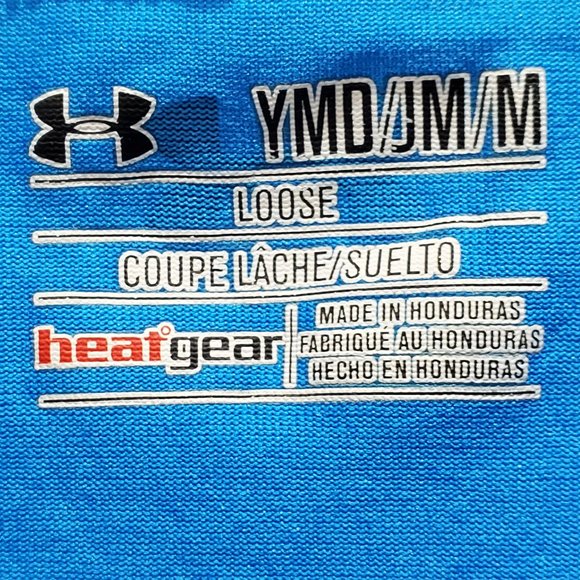 YMD/JM/M
LOOSE
COUPE LÂCHE/SUELTO
heatgear
MADE IN HONDURAS
FABRIQUÉ AU HONDURAS
HECHO EN HONDURAS